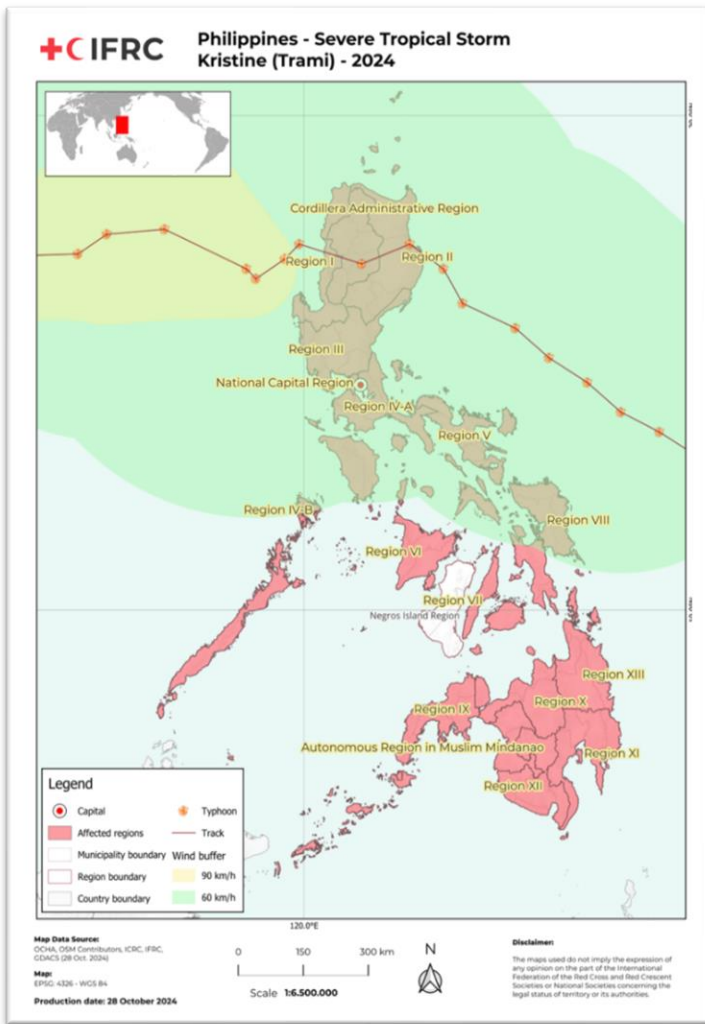 IFRC
Philippines - Severe Tropical Storm
Kristine (Trami) - 2024
Cordillera Administrative Region
Region I
Region II
Region III
National Capital Region
Region IV-A
Region V
Region IV-B
Region VIII
Region VI
Region VII
Negros Island Region
Region XIII
Region X
Region IX
Autonomous Region in Muslim Mindanao
Region XI
Region XII
Legend
Capital
Typhoon
Affected regions
Track
Municipality boundary
Wind buffer
Region boundary
90 km/h
Country boundary
60 km/h
120.0°E
Map Data Source:
OCHA, OSM Contributors, ICRC, IFRC,
GDACS (28 Oct. 2024)
Map:
EPSG: 4326 - WGS 84
Production date: 28 October 2024
0 150 300 km
Scale 1:6.500.000
N
Disclaimer:
The maps used do not imply the expression of
any opinion on the part of the International
Federation of the Red Cross and Red Crescent
Societies or National Societies concerning the
legal status of territory or its authorities.